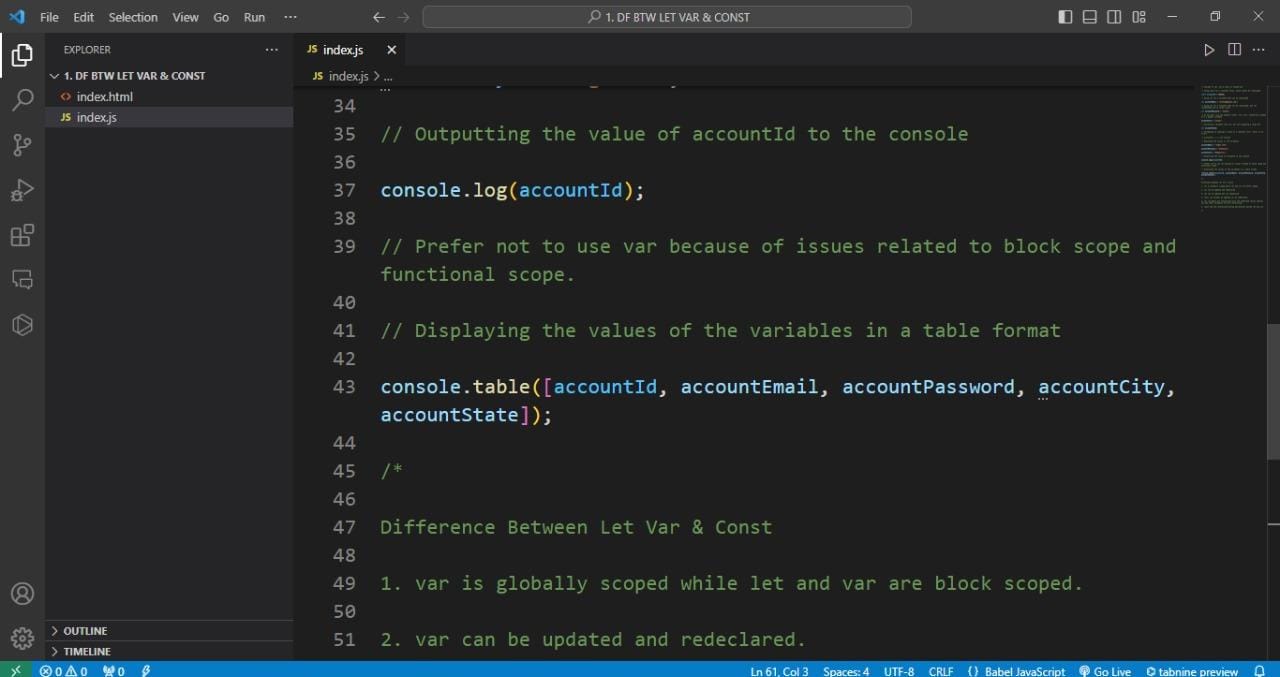 File Edit Selection View Go Run ···
1. DF BTW LET VAR & CONST
EXPLORER
1. DF BTW LET VAR & CONST
index.html
JS index.js
OUTLINE
TIMELINE
JS index.js
JS index.js > ...
34
35 // Outputting the value of accountId to the console
36
37 console.log(accountId);
38
39 // Prefer not to use var because of issues related to block scope and
functional scope.
40
41 // Displaying the values of the variables in a table format
42
43 console.table([accountId, accountEmail, accountPassword, accountCity,
accountState]);
44
45 /*
46
47 Difference Between Let Var & Const
48
49 1. var is globally scoped while let and var are block scoped.
50
51 2. var can be updated and redeclared.
0 0 0 Ln 61, Col 3 Spaces: 4 UTF-8 CRLF {} Babel JavaScript Go Live tabnine preview